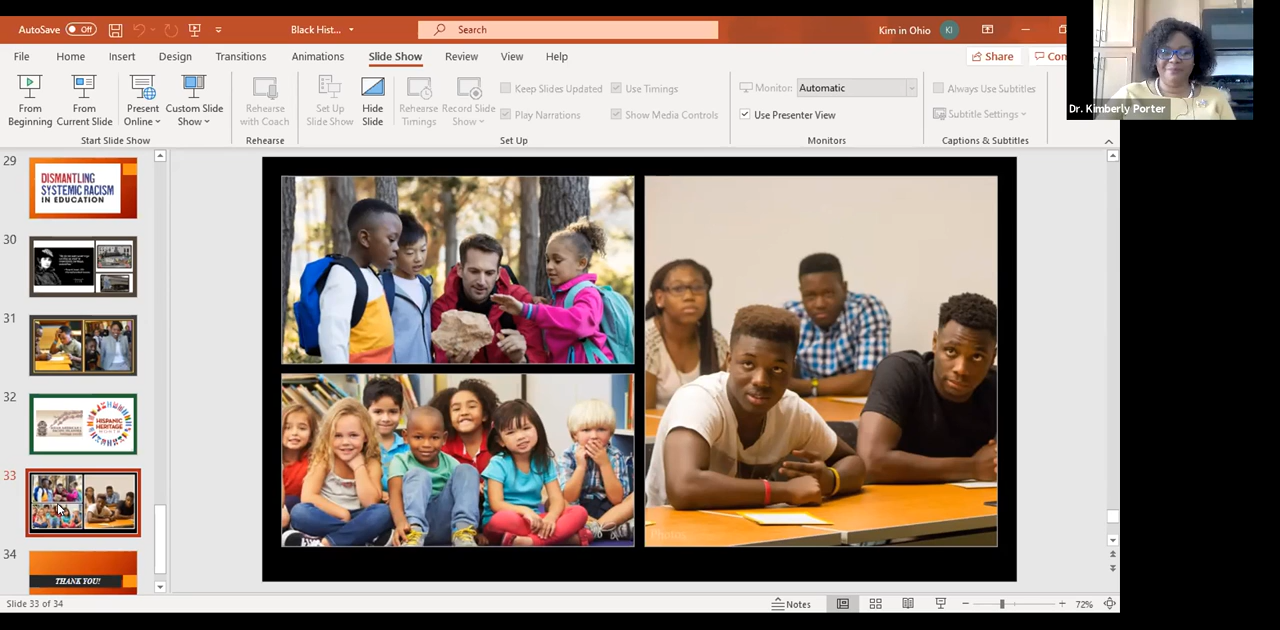 AutoSave Off Black Hist... Search Kim in Ohio KI
File Home Insert Design Transitions Animations Slide Show Review View Help Share Con
From Beginning
From Current Slide
Present Online
Custom Slide Show
Start Slide Show
Rehearse with Coach
Rehearse
Set Up Slide Show
Hide Slide
Rehearse Timings
Record Slide Show
Keep Slides Updated
Play Narrations
Use Timings
Show Media Controls
Set Up
Monitor: Automatic
Use Presenter View
Monitors
Always Use Subtitles
Subtitle Settings
Captions & Subtitles
Dr. Kimberly Porter
29
DISMANTLING
SYSTEMIC RACISM
IN EDUCATION
30
31
32
HISPANIC
HERITAGE
MONTH
33
34
THANK YOU!
Slide 33 of 34 Notes 72%